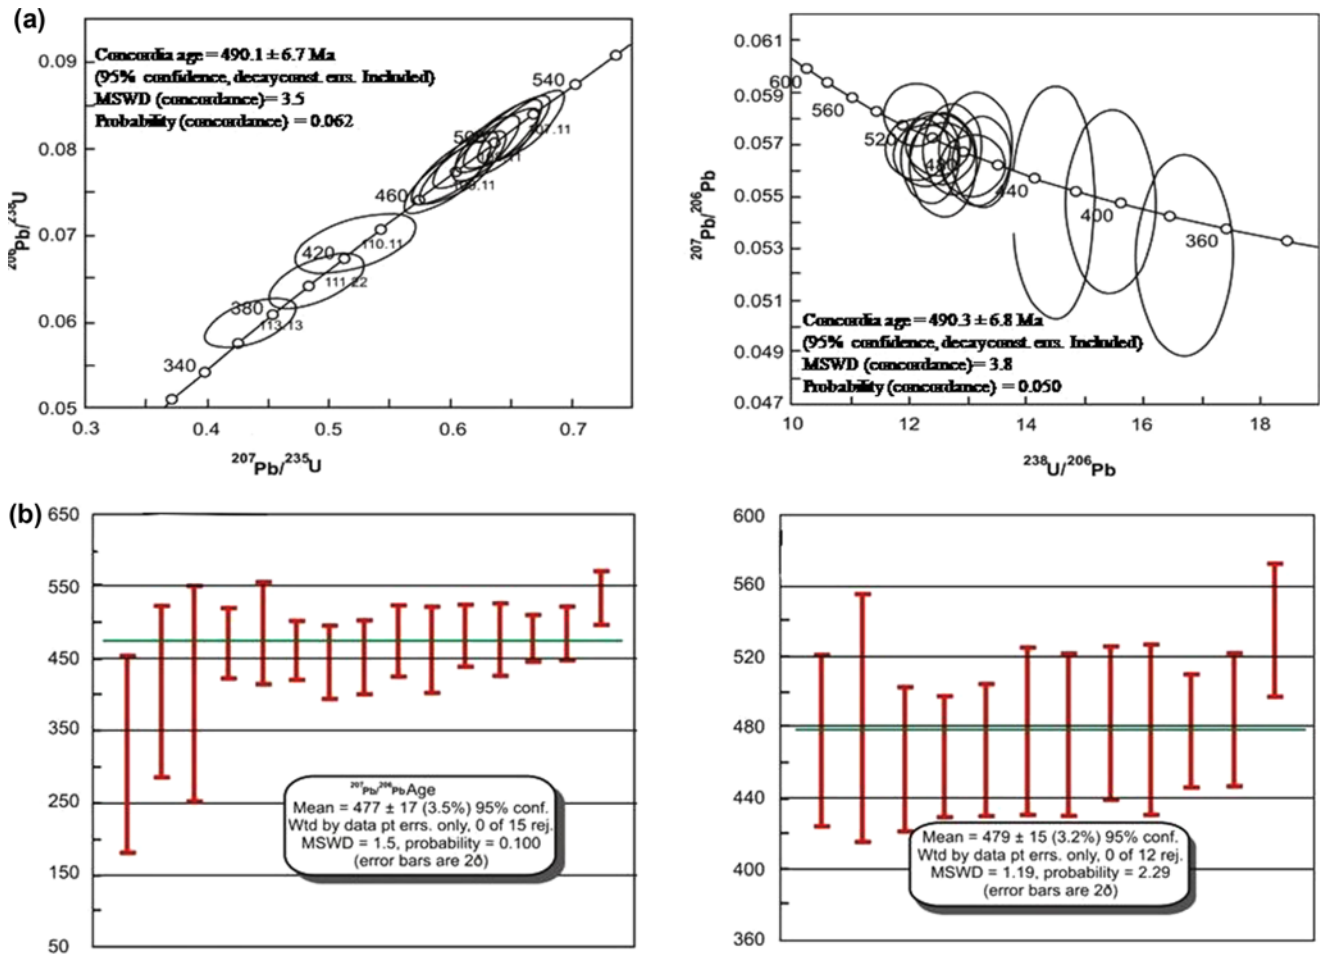 (a)
Concordia age = 490.1 ± 6.7 Ma
(95% confidence, decay const. errs. Included)
MSWD (concordance) = 3.5
Probability (concordance) = 0.062
0.09
0.08
0.07
0.06
0.05
0.3
0.4
0.5
0.6
0.7
540
460
420
380
340
107.11
110.11
111.22
113.13
206Pb/238U
207Pb/235U
0.061
0.059
0.057
0.055
0.053
0.051
0.049
0.047
600
560
520
480
440
400
360
Concordia age = 490.3 ± 6.8 Ma
(95% confidence, decay const. errs. Included)
MSWD (concordance) = 3.8
Probability (concordance) = 0.050
10
12
14
16
18
207Pb/206Pb
238U/206Pb
(b)
650
550
450
350
250
150
50
207Pb/206Pb Age
Mean = 477 ± 17 (3.5%) 95% conf.
Wtd by data pt errs. only, 0 of 15 rej.
MSWD = 1.5, probability = 0.100
(error bars are 2δ)
600
560
520
480
440
400
360
Mean = 479 ± 15 (3.2%) 95% conf.
Wtd by data pt errs. only, 0 of 12 rej.
MSWD = 1.19, probability = 2.29
(error bars are 2δ)